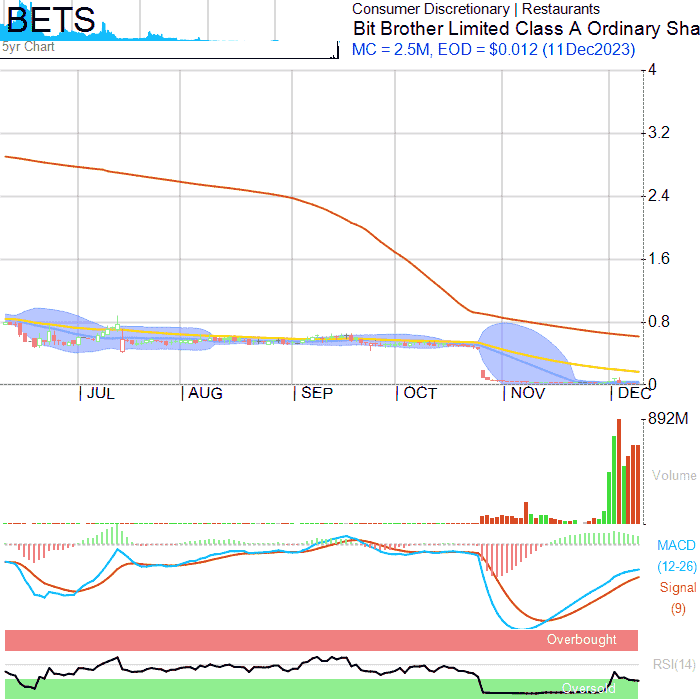 BETS
5yr Chart
Consumer Discretionary | Restaurants
Bit Brother Limited Class A Ordinary Sha
MC = 2.5M, EOD = $0.012 (11Dec2023)
4
3.2
2.4
1.6
0.8
0
JUL AUG SEP OCT NOV DEC
892M
Volume
MACD
(12-26)
Signal
(9)
Overbought
RSI(14)
Oversold